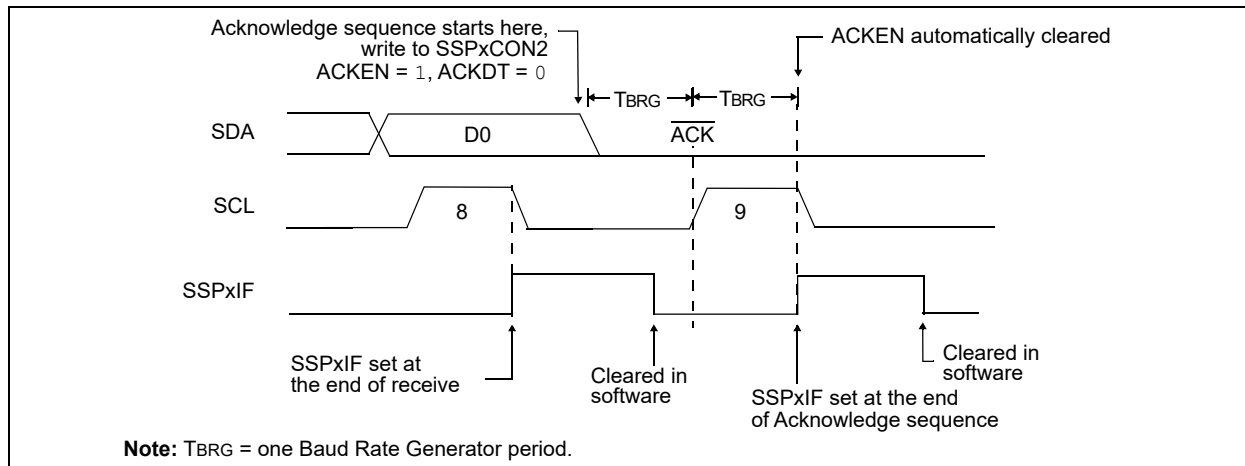 Acknowledge sequence starts here,
write to SSPxCON2
ACKEN = 1, ACKDT = 0
ACKEN automatically cleared
TBRG
TBRG
SDA
D0
ACK
SCL
8
9
SSPxIF
SSPxIF set at
the end of receive
Cleared in
software
SSPxIF set at the end
of Acknowledge sequence
Cleared in
software
Note: TBRG = one Baud Rate Generator period.